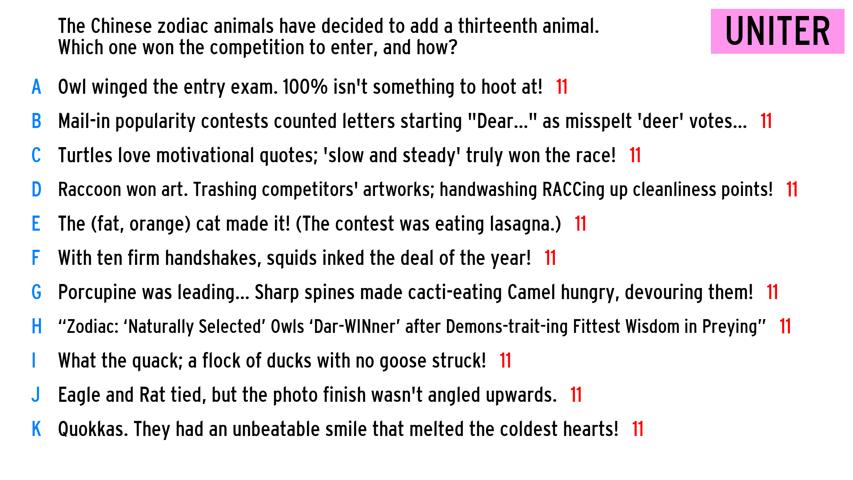 The Chinese zodiac animals have decided to add a thirteenth animal.
Which one won the competition to enter, and how?
UNITER
A Owl winged the entry exam. 100% isn't something to hoot at! 11
B Mail-in popularity contests counted letters starting "Dear..." as misspelt 'deer' votes... 11
C Turtles love motivational quotes; 'slow and steady' truly won the race! 11
D Raccoon won art. Trashing competitors' artworks; handwashing RACCing up cleanliness points! 11
E The (fat, orange) cat made it! (The contest was eating lasagna.) 11
F With ten firm handshakes, squids inked the deal of the year! 11
G Porcupine was leading... Sharp spines made cacti-eating Camel hungry, devouring them! 11
H “Zodiac: ‘Naturally Selected’ Owls ‘Dar-WINner’ after Demons-trait-ing Fittest Wisdom in Preying” 11
I What the quack; a flock of ducks with no goose struck! 11
J Eagle and Rat tied, but the photo finish wasn't angled upwards. 11
K Quokkas. They had an unbeatable smile that melted the coldest hearts! 11